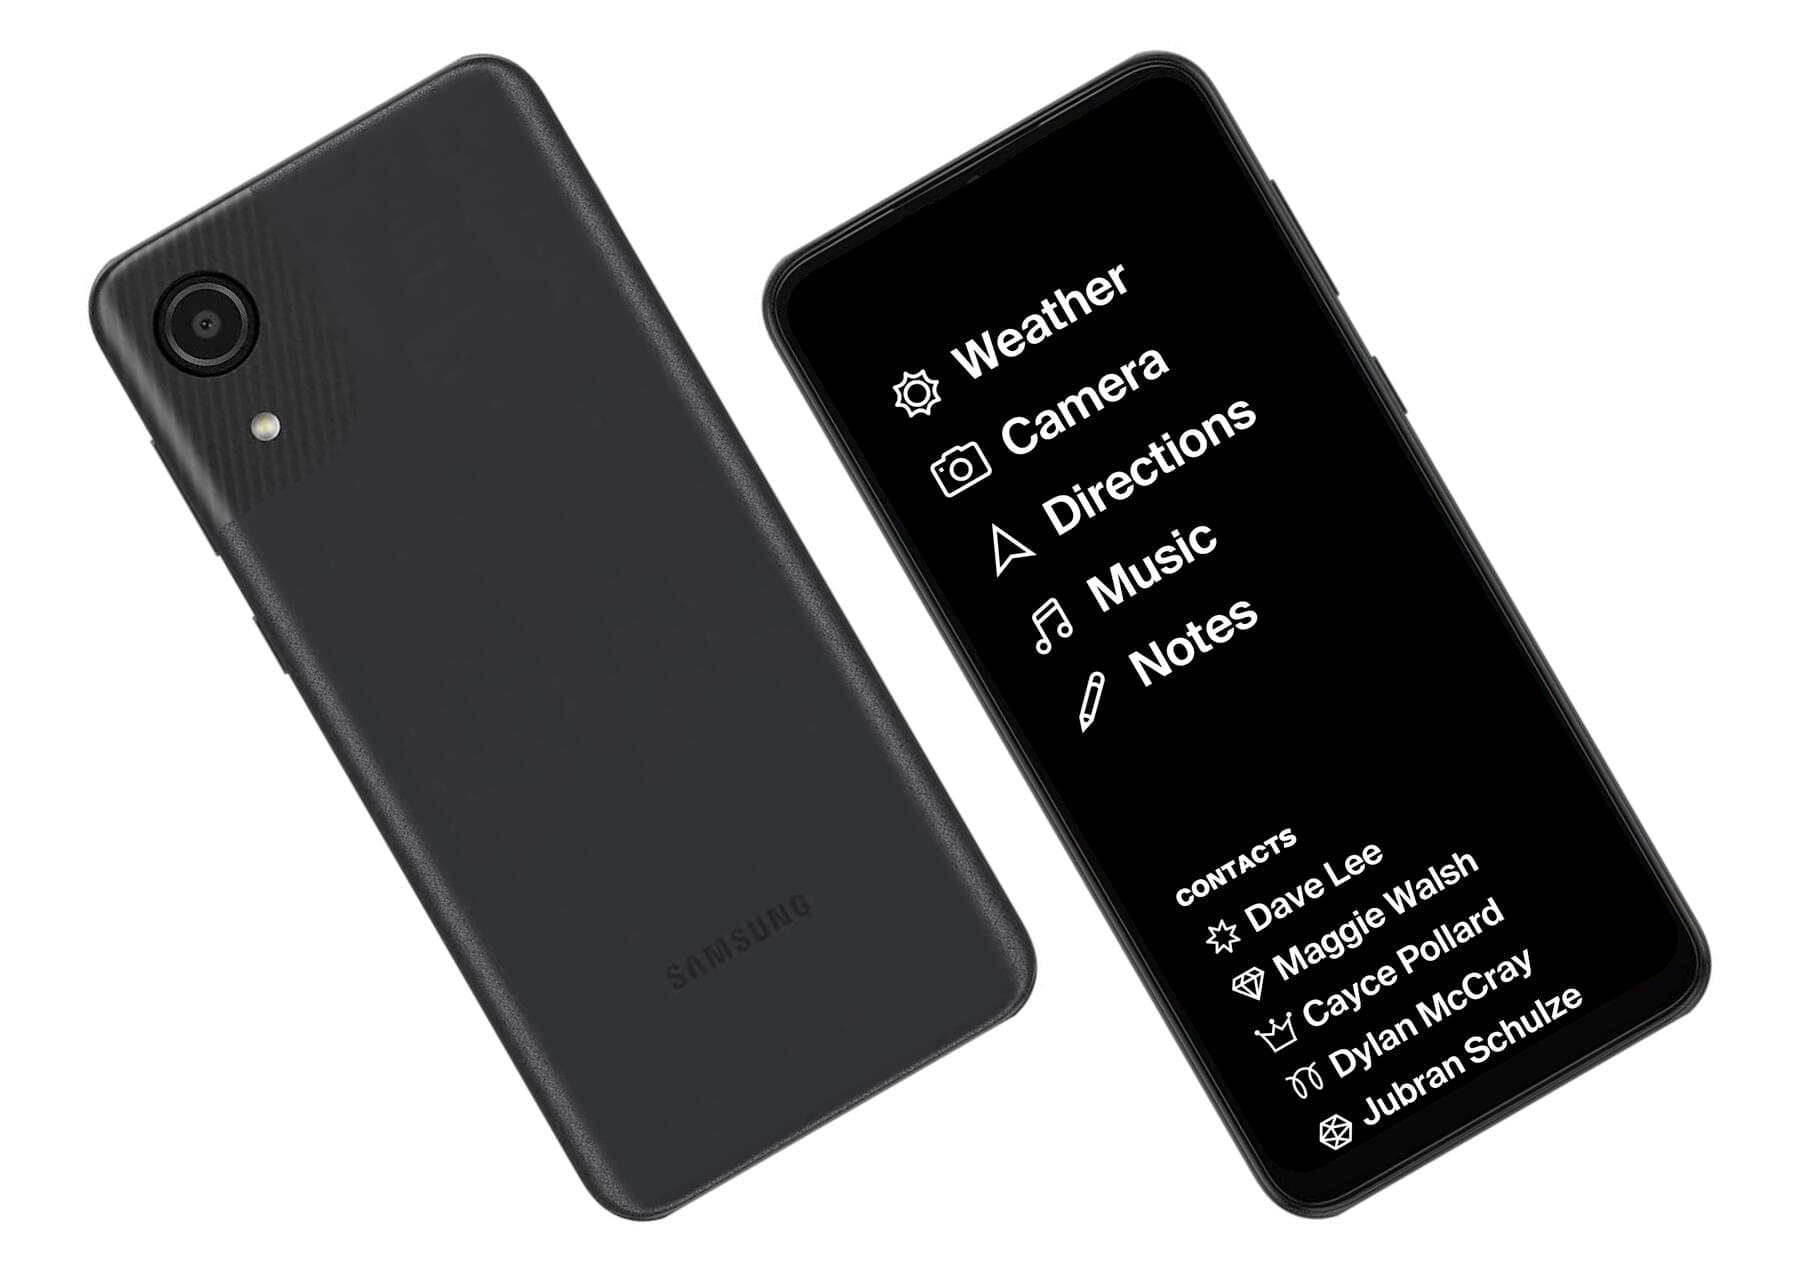 SAMSUNG
Weather
Camera
Directions
Music
Notes
CONTACTS
Dave Lee
Maggie Walsh
Cayce Pollard
Dylan McCray
Jubran Schulze